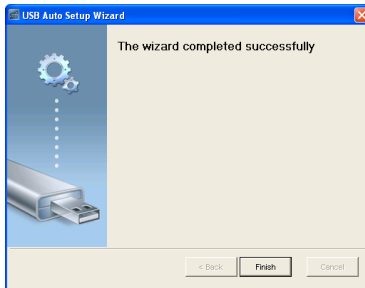 USB Auto Setup Wizard
The wizard completed successfully
< Back Finish Cancel